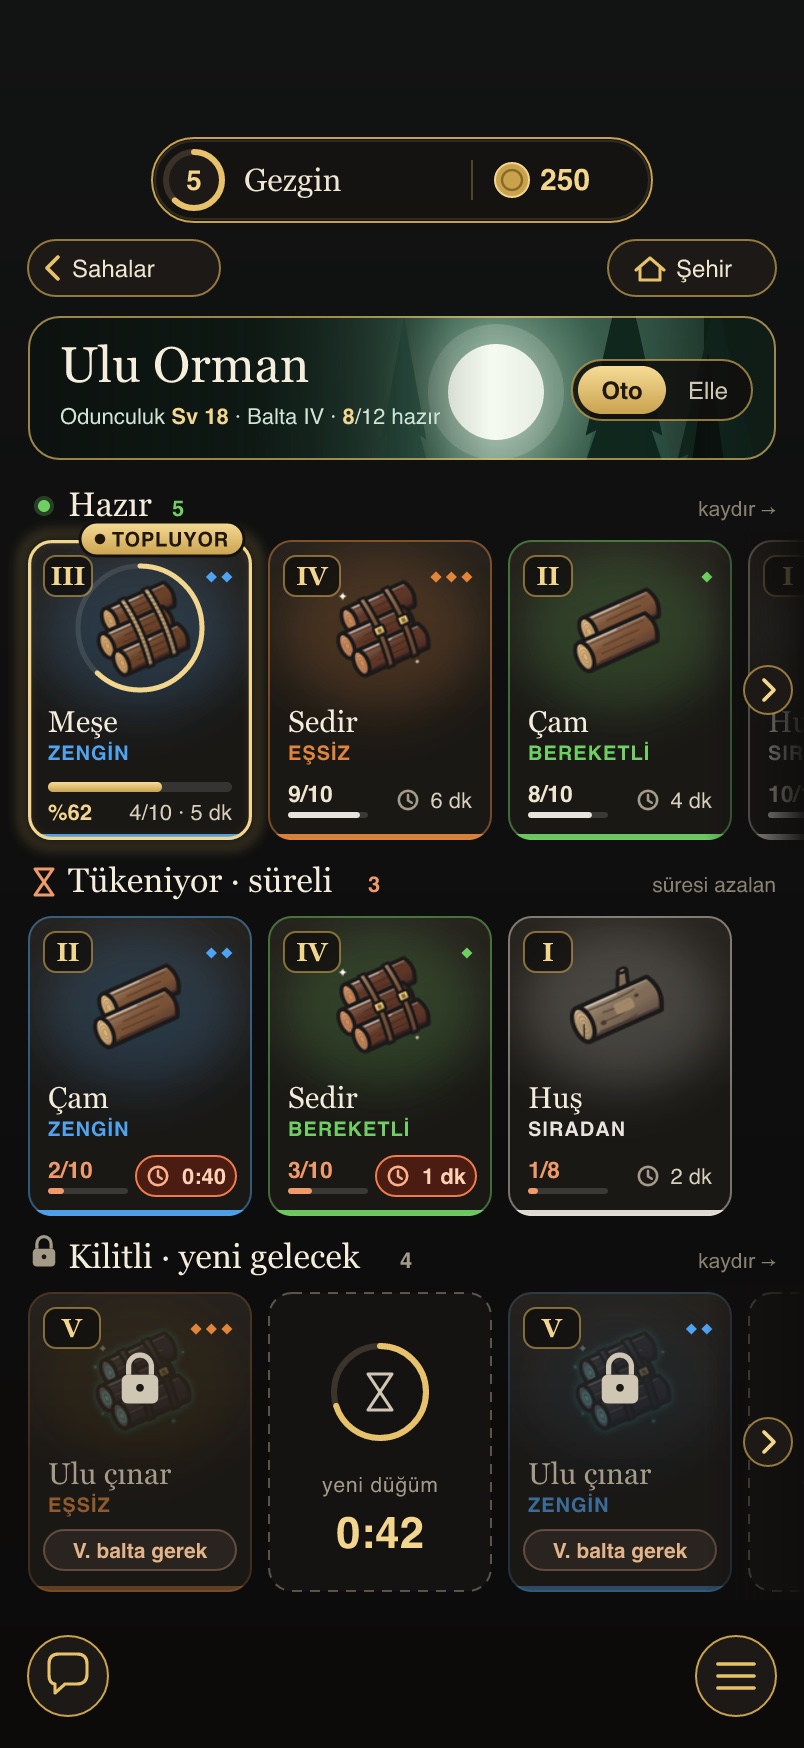 5 Gezgin 250
Sahalar Şehir
Ulu Orman
Odunculuk Sv 18 · Balta IV · 8/12 hazır
Oto Elle
Hazır 5 kaydır →
TOPLUYOR
III
Meşe
ZENGİN
%62 4/10 · 5 dk
IV
Sedir
EŞSİZ
9/10 6 dk
II
Çam
BEREKETLİ
8/10 4 dk
I
Tükeniyor · süreli 3 süresi azalan
II
Çam
ZENGİN
2/10 0:40
IV
Sedir
BEREKETLİ
3/10 1 dk
I
Huş
SIRADAN
1/8 2 dk
Kilitli · yeni gelecek 4 kaydır →
V
Ulu çınar
EŞSİZ
V. balta gerek
yeni düğüm
0:42
V
Ulu çınar
ZENGİN
V. balta gerek